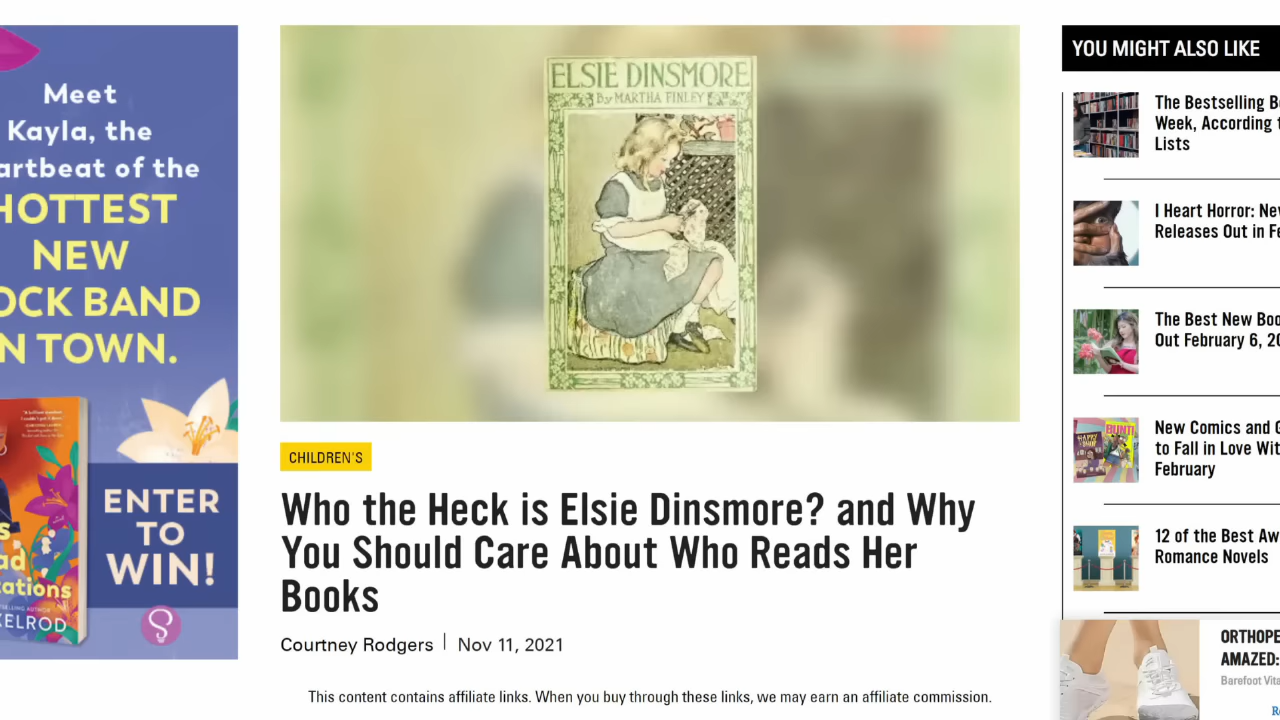 Meet
Kayla, the
artbeat of the
HOTTEST
NEW
OCK BAND
N TOWN.
ENTER
TO
WIN!
ELSIE DINSMORE
By MARTHA FINLEY
CHILDREN'S
Who the Heck is Elsie Dinsmore? and Why
You Should Care About Who Reads Her
Books
Courtney Rodgers | Nov 11, 2021
This content contains affiliate links. When you buy through these links, we may earn an affiliate commission.
YOU MIGHT ALSO LIKE
The Bestselling B
Week, According t
Lists
I Heart Horror: Ne
Releases Out in Fe
The Best New Boo
Out February 6, 20
New Comics and G
to Fall in Love Wit
February
BUNT!
12 of the Best Aw
Romance Novels
ORTHOPE
AMAZED:
Barefoot Vita